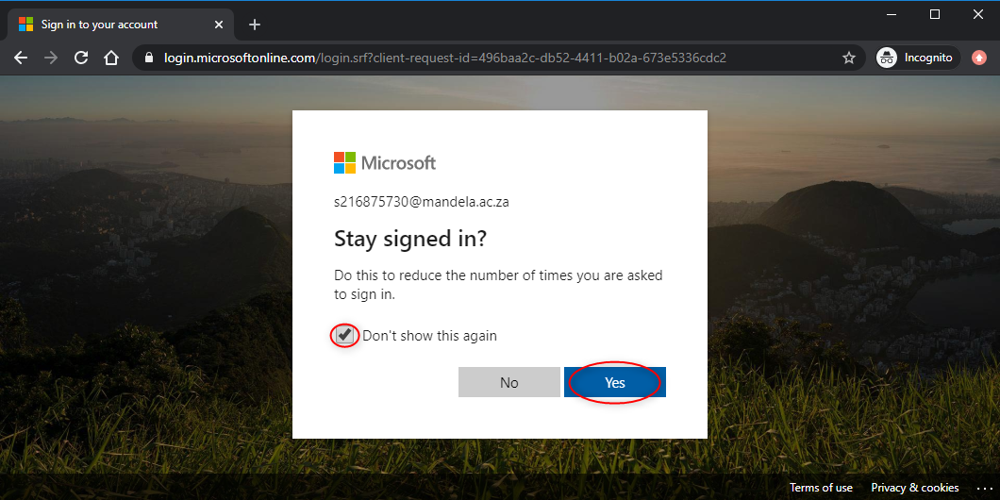 Sign in to your account
login.microsoftonline.com/login.srf?client-request-id=496baa2c-db52-4411-b02a-673e5336cdc2
Incognito
Microsoft
s216875730@mandela.ac.za
Stay signed in?
Do this to reduce the number of times you are asked
to sign in.
Don't show this again
No
Yes
Terms of use
Privacy & cookies
...